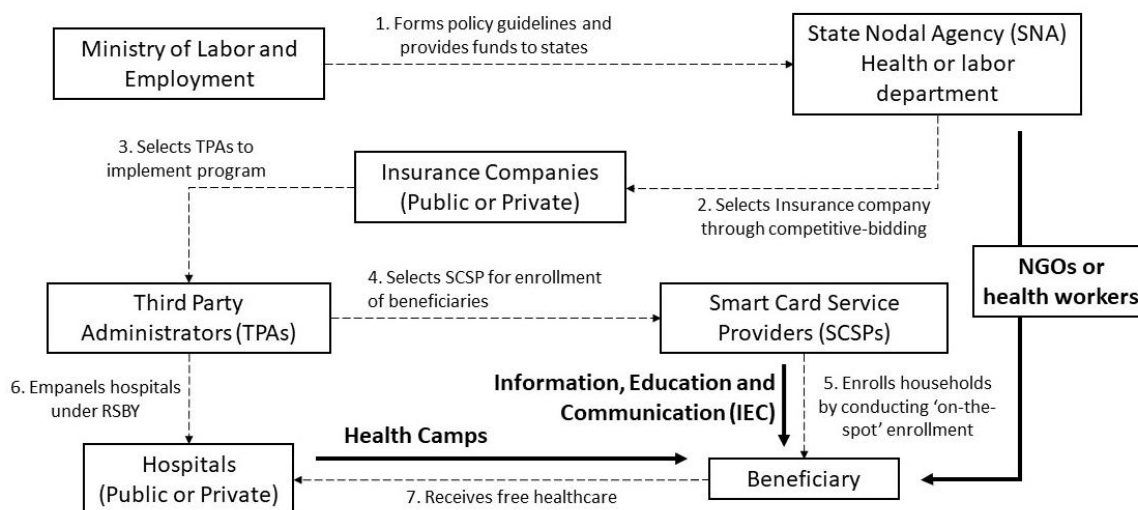 Ministry of Labor and
Employment
1. Forms policy guidelines and
provides funds to states
State Nodal Agency (SNA)
Health or labor
department
3. Selects TPAs to
implement program
Insurance Companies
(Public or Private)
2. Selects Insurance company
through competitive-bidding
NGOs or
health workers
Third Party
Administrators (TPAs)
4. Selects SCSP for enrollment
of beneficiaries
Smart Card Service
Providers (SCSPs)
6. Empanels hospitals
under RSBY
Information, Education and
Communication (IEC)
5. Enrolls households
by conducting ‘on-the-
spot’ enrollment
Health Camps
Hospitals
(Public or Private)
7. Receives free healthcare
Beneficiary